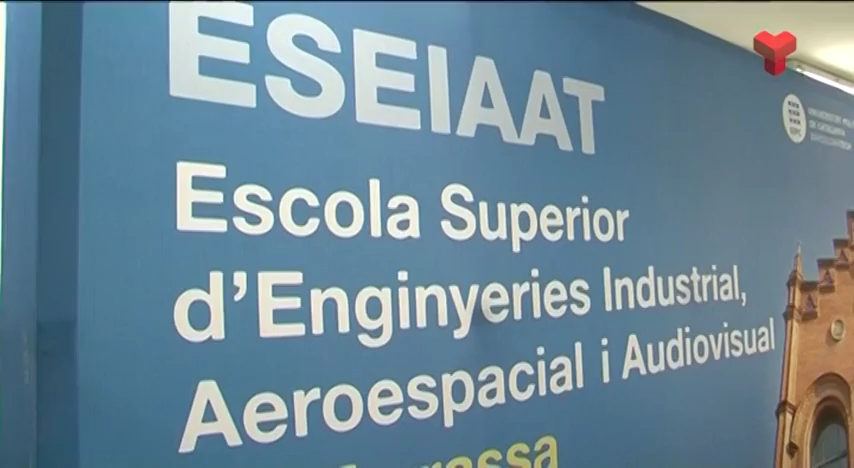 ESEIAAT
Escola Superior
d'Enginyeries Industrial,
Aeroespacial i Audiovisual